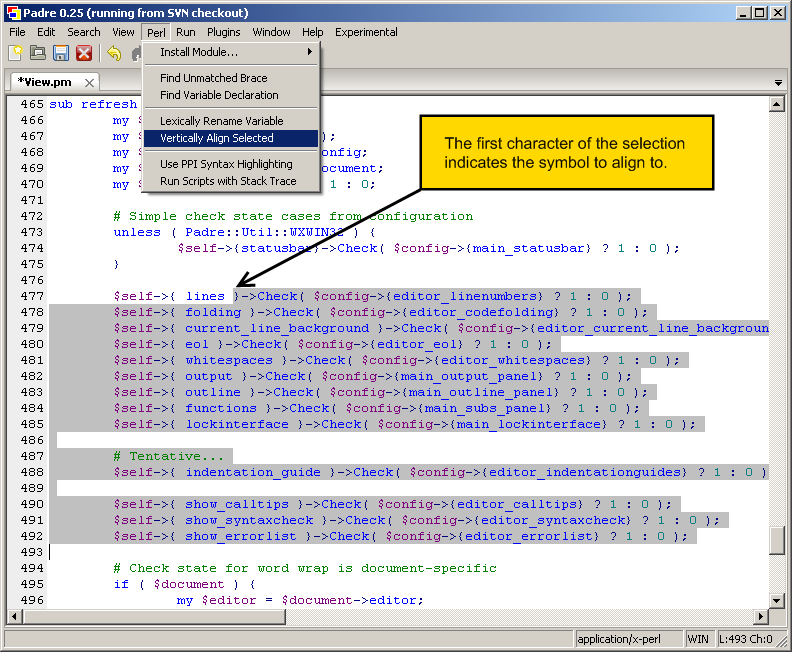 Padre 0.25 (running from SVN checkout)
File Edit Search View Perl Run Plugins Window Help Experimental
Install Module...
*View.pm
Find Unmatched Brace
Find Variable Declaration
Lexically Rename Variable
Vertically Align Selected
Use PPI Syntax Highlighting
Run Scripts with Stack Trace
The first character of the selection
indicates the symbol to align to.
465 sub refresh
466 my $
467 my $ );
468 my $ onfig;
469 my $ ocument;
470 my $ ? 1 : 0;
471
472 # Simple check state cases from configuration
473 unless ( Padre::Util::WXWIN32 ) {
474 $self->{statusbar}->Check( $config->{main_statusbar} ? 1 : 0 );
475 }
476
477 $self->{ lines }->Check( $config->{editor_linenumbers} ? 1 : 0 );
478 $self->{ folding }->Check( $config->{editor_codefolding} ? 1 : 0 );
479 $self->{ current_line_background }->Check( $config->{editor_current_line_backgroun
480 $self->{ eol }->Check( $config->{editor_eol} ? 1 : 0 );
481 $self->{ whitespaces }->Check( $config->{editor_whitespaces} ? 1 : 0 );
482 $self->{ output }->Check( $config->{main_output_panel} ? 1 : 0 );
483 $self->{ outline }->Check( $config->{main_outline_panel} ? 1 : 0 );
484 $self->{ functions }->Check( $config->{main_subs_panel} ? 1 : 0 );
485 $self->{ lockinterface }->Check( $config->{main_lockinterface} ? 1 : 0 );
486
487 # Tentative...
488 $self->{ indentation_guide }->Check( $config->{editor_indentationguides} ? 1 : 0 )
489
490 $self->{ show_calltips }->Check( $config->{editor_calltips} ? 1 : 0 );
491 $self->{ show_syntaxcheck }->Check( $config->{editor_syntaxcheck} ? 1 : 0 );
492 $self->{ show_errorlist }->Check( $config->{editor_errorlist} ? 1 : 0 );
493
494 # Check state for word wrap is document-specific
495 if ( $document ) {
496 my $editor = $document->editor;
application/x-perl WIN L:493 Ch:0